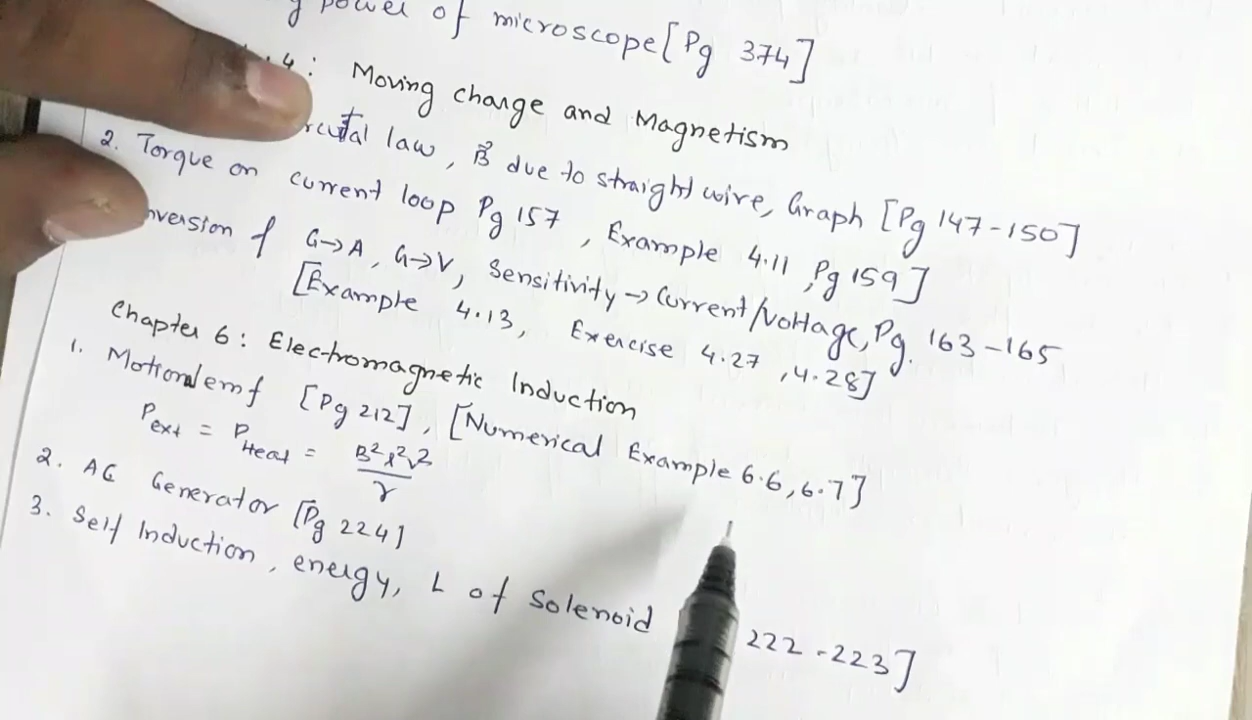 power of microscope [Pg 374]
4: Moving charge and Magnetism
law, B⃗ due to straight wire, Graph [Pg 147-150]
2. Torque on current loop Pg 157, Example 4.11, Pg 159]
of G→A, G→V, Sensitivity → Current/Voltage, Pg. 163-165
[Example 4.13, Exercise 4.27, 4.28]
Chapter 6: Electromagnetic Induction
1. Motional emf [Pg 212], [Numerical Example 6.6, 6.7]
Pext = PHeat = B²l²v²/r
2. AC Generator [Pg 224]
3. Self Induction, energy, L of Solenoid 222-223]